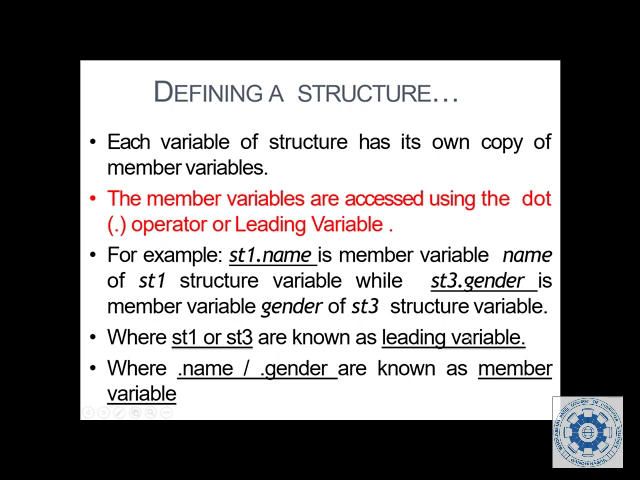 DEFINING A STRUCTURE…
• Each variable of structure has its own copy of
member variables.
• The member variables are accessed using the dot
(.) operator or Leading Variable .
• For example: st1.name is member variable name
of st1 structure variable while st3.gender is
member variable gender of st3 structure variable.
• Where st1 or st3 are known as leading variable.
• Where .name / .gender are known as member
variable